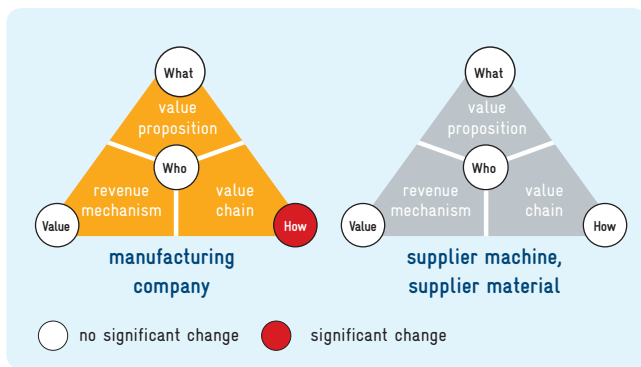 What
value
proposition
Who
revenue
mechanism
value
chain
Value
How
manufacturing
company
What
value
proposition
Who
revenue
mechanism
value
chain
Value
How
supplier machine,
supplier material
no significant change
significant change